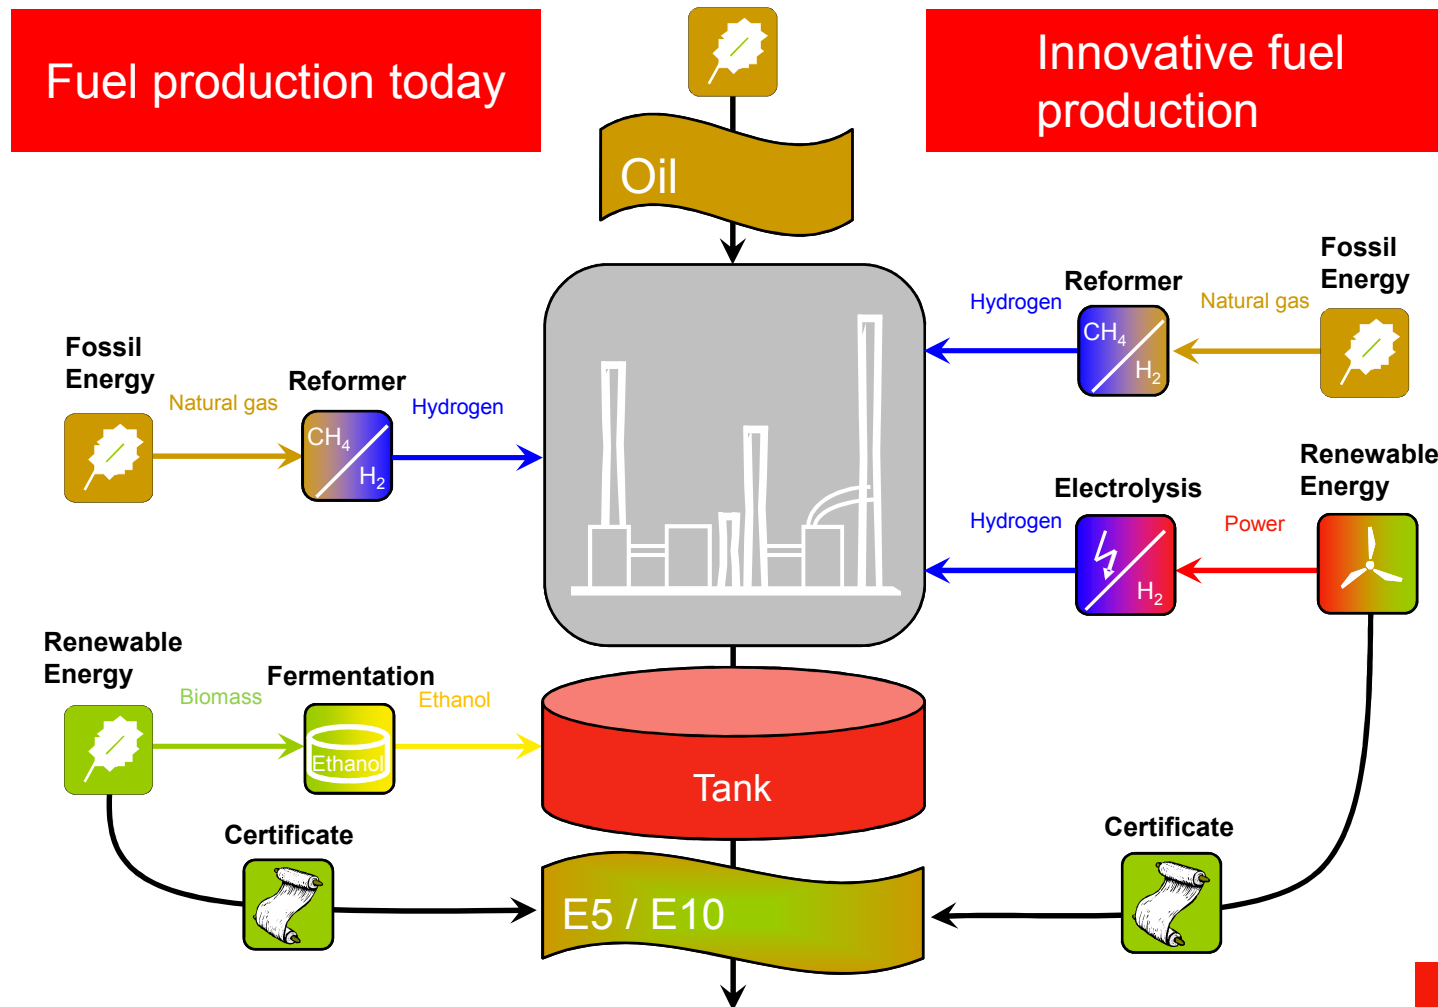 Fuel production today
Innovative fuel
production
Oil
Fossil
Energy
Natural gas
Reformer
CH₄
H₂
Hydrogen
Renewable
Energy
Biomass
Fermentation
Ethanol
Ethanol
Certificate
Tank
E5 / E10
Fossil
Energy
Natural gas
Reformer
CH₄
H₂
Hydrogen
Renewable
Energy
Power
Electrolysis
H₂
Hydrogen
Certificate